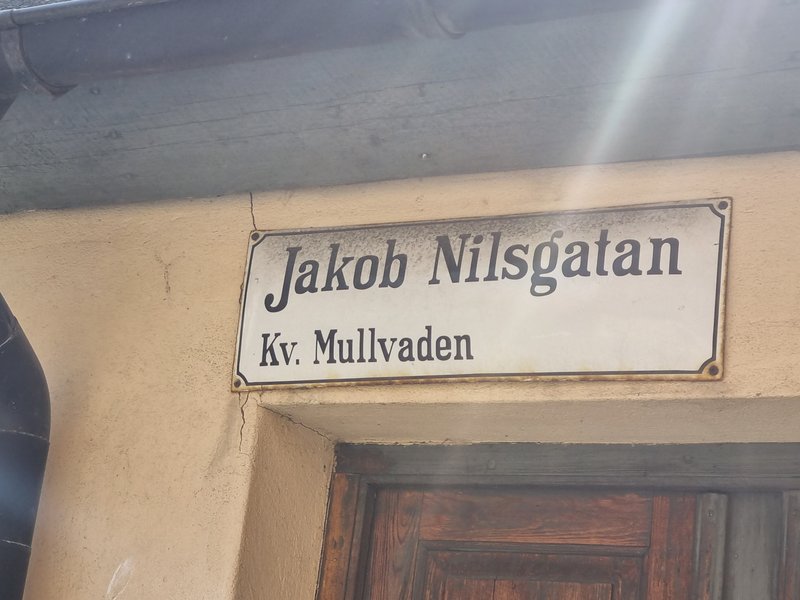 Jakob Nilsgatan
Kv. Mullvaden